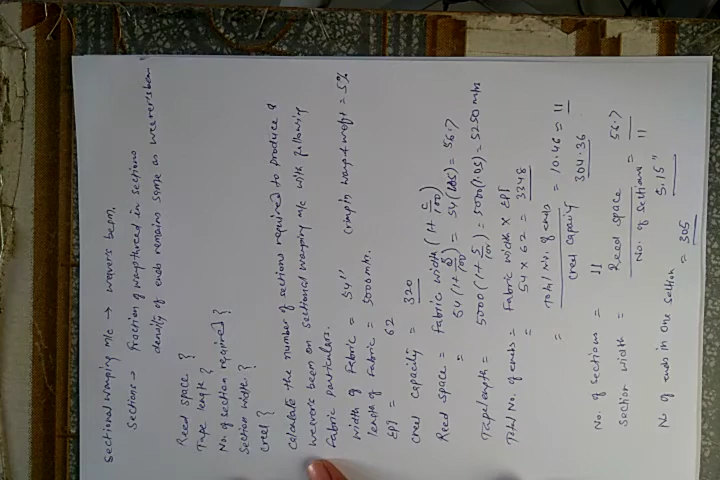 Sectional warping m/c → weavers beam.
Sections → fraction of warp thread in sections
density of ends remains same as weaver's beam
Reed space ?
Tape length ?
No. of section required ?
Section width ?
creel ?
Calculate the number of sections required to produce a
weavers beam on sectional warping m/c with following
fabric particulars.
Width of Fabric = 54" (crimp in warp & weft = 5%
length of Fabric = 5000 mtr.
EPI = 62
creel capacity = 320
Reed space = Fabric width (1 + C/100)
= 54 (1 + 5/100) = 54 (1.05) = 56.7
Tape length = 5000 (1 + 5/100) = 5000 (1.05) = 5250 mtrs
Total No. of ends = Fabric width × EPI
= 54 × 62 = 3348
= Total No. of ends / creel capacity = 10.46 = 11
304.36
No. of sections = 11
Section width = Reed space / No. of sections = 56.7 / 11
5.15"
No of ends in one section = 305